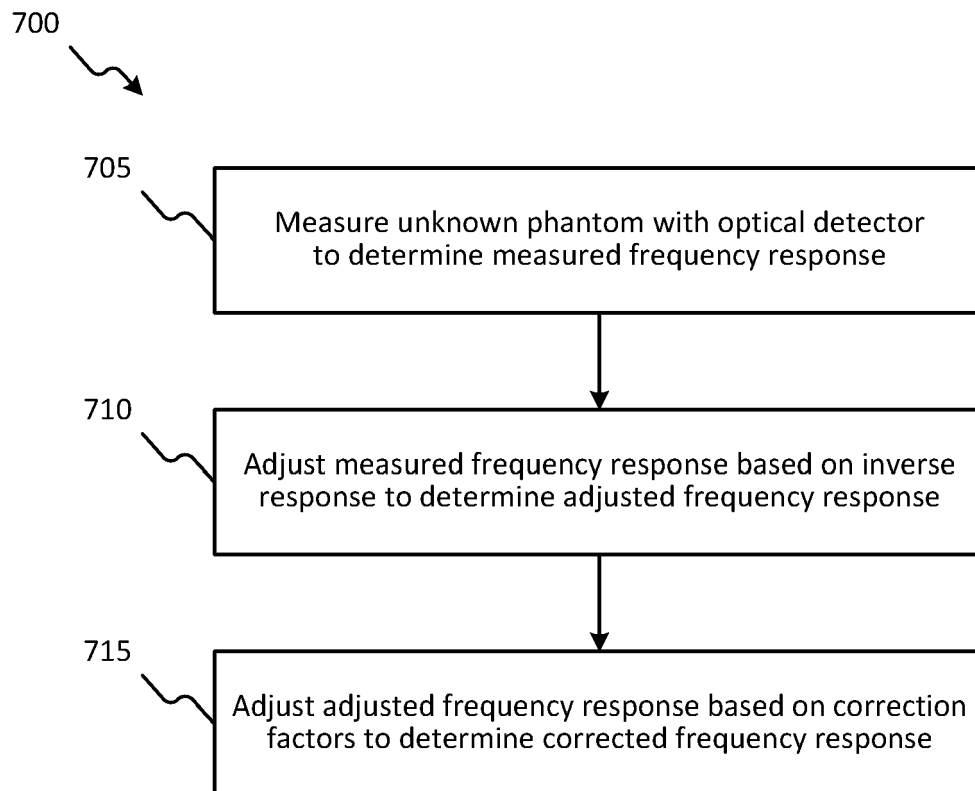 700
705
Measure unknown phantom with optical detector
to determine measured frequency response
710
Adjust measured frequency response based on inverse
response to determine adjusted frequency response
715
Adjust adjusted frequency response based on correction
factors to determine corrected frequency response